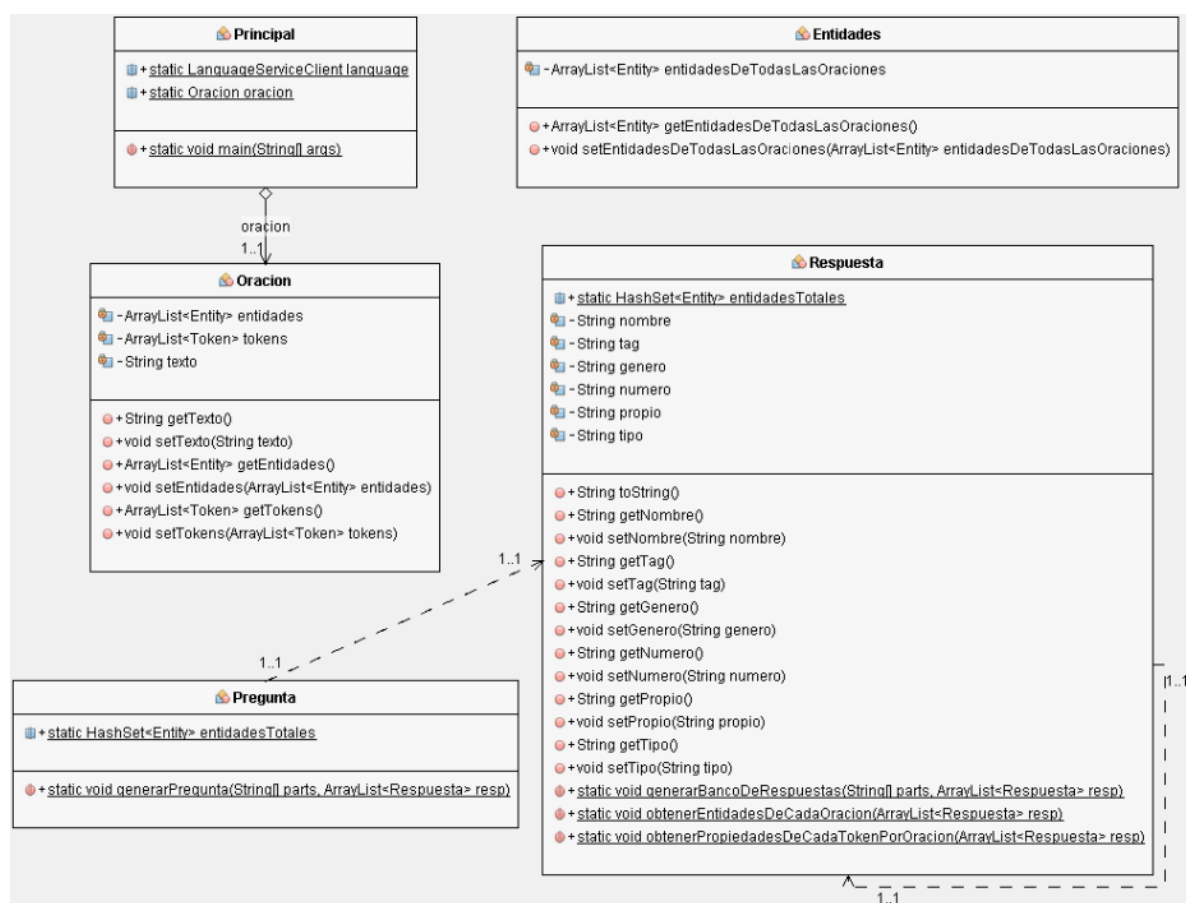 Principal
+static LanguageServiceClient language
+static Oracion oracion
+static void main(String[] args)
Entidades
-ArrayList<Entity> entidadesDeTodasLasOraciones
+ArrayList<Entity> getEntidadesDeTodasLasOraciones()
+void setEntidadesDeTodasLasOraciones(ArrayList<Entity> entidadesDeTodasLasOraciones)
oracion
1..1
Oracion
-ArrayList<Entity> entidades
-ArrayList<Token> tokens
-String texto
+String getTexto()
+void setTexto(String texto)
+ArrayList<Entity> getEntidades()
+void setEntidades(ArrayList<Entity> entidades)
+ArrayList<Token> getTokens()
+void setTokens(ArrayList<Token> tokens)
Respuesta
+static HashSet<Entity> entidadesTotales
-String nombre
-String tag
-String genero
-String numero
-String propio
-String tipo
+String toString()
+String getNombre()
+void setNombre(String nombre)
+String getTag()
+void setTag(String tag)
+String getGenero()
+void setGenero(String genero)
+String getNumero()
+void setNumero(String numero)
+String getPropio()
+void setPropio(String propio)
+String getTipo()
+void setTipo(String tipo)
+static void generarBancoDeRespuestas(String[] parts, ArrayList<Respuesta> resp)
+static void obtenerEntidadesDeCadaOracion(ArrayList<Respuesta> resp)
+static void obtenerPropiedadesDeCadaTokenPorOracion(ArrayList<Respuesta> resp)
1..1
1..1
1..1
1..1
Pregunta
+static HashSet<Entity> entidadesTotales
+static void generarPregunta(String[] parts, ArrayList<Respuesta> resp)